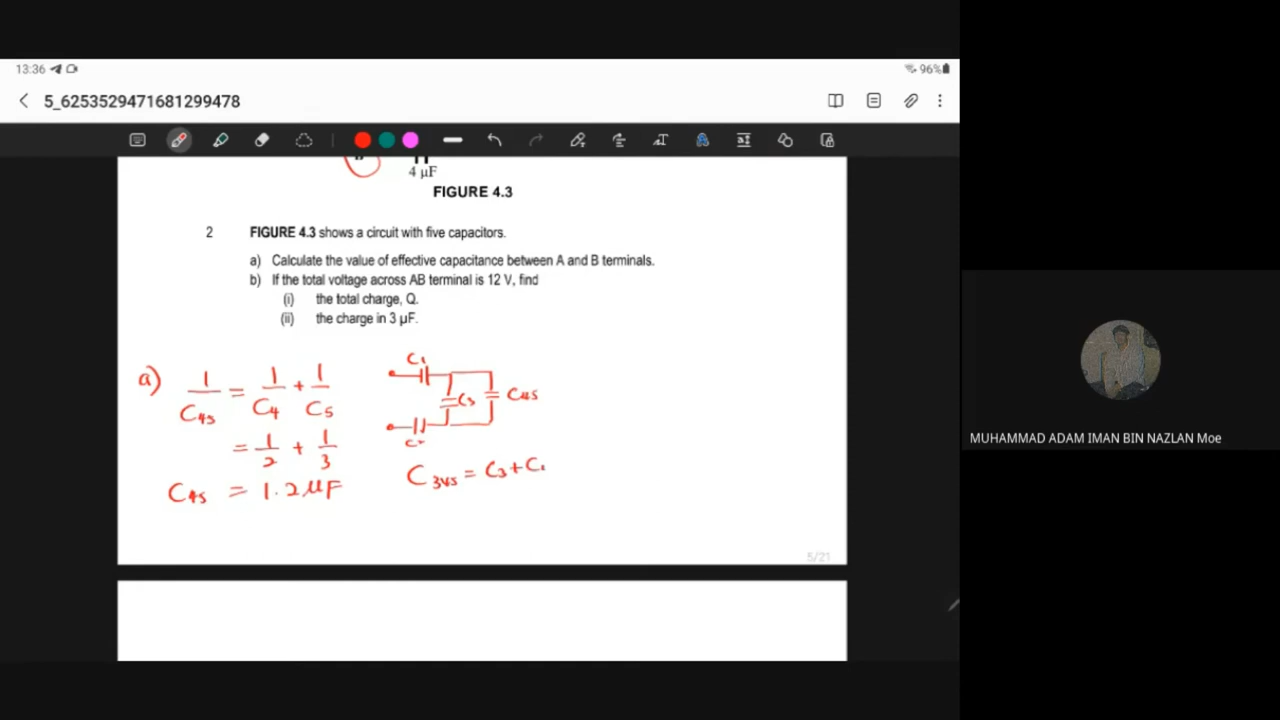 13:36 96%
5_6253529471681299478
4 μF
FIGURE 4.3
2 FIGURE 4.3 shows a circuit with five capacitors.
a) Calculate the value of effective capacitance between A and B terminals.
b) If the total voltage across AB terminal is 12 V, find
(i) the total charge, Q.
(ii) the charge in 3 μF.
a) 1/C45 = 1/C4 + 1/C5
= 1/2 + 1/3
C45 = 1.2 μF
C1
C3 C45
C345 = C3 + C
5/21
MUHAMMAD ADAM IMAN BIN NAZLAN Moe